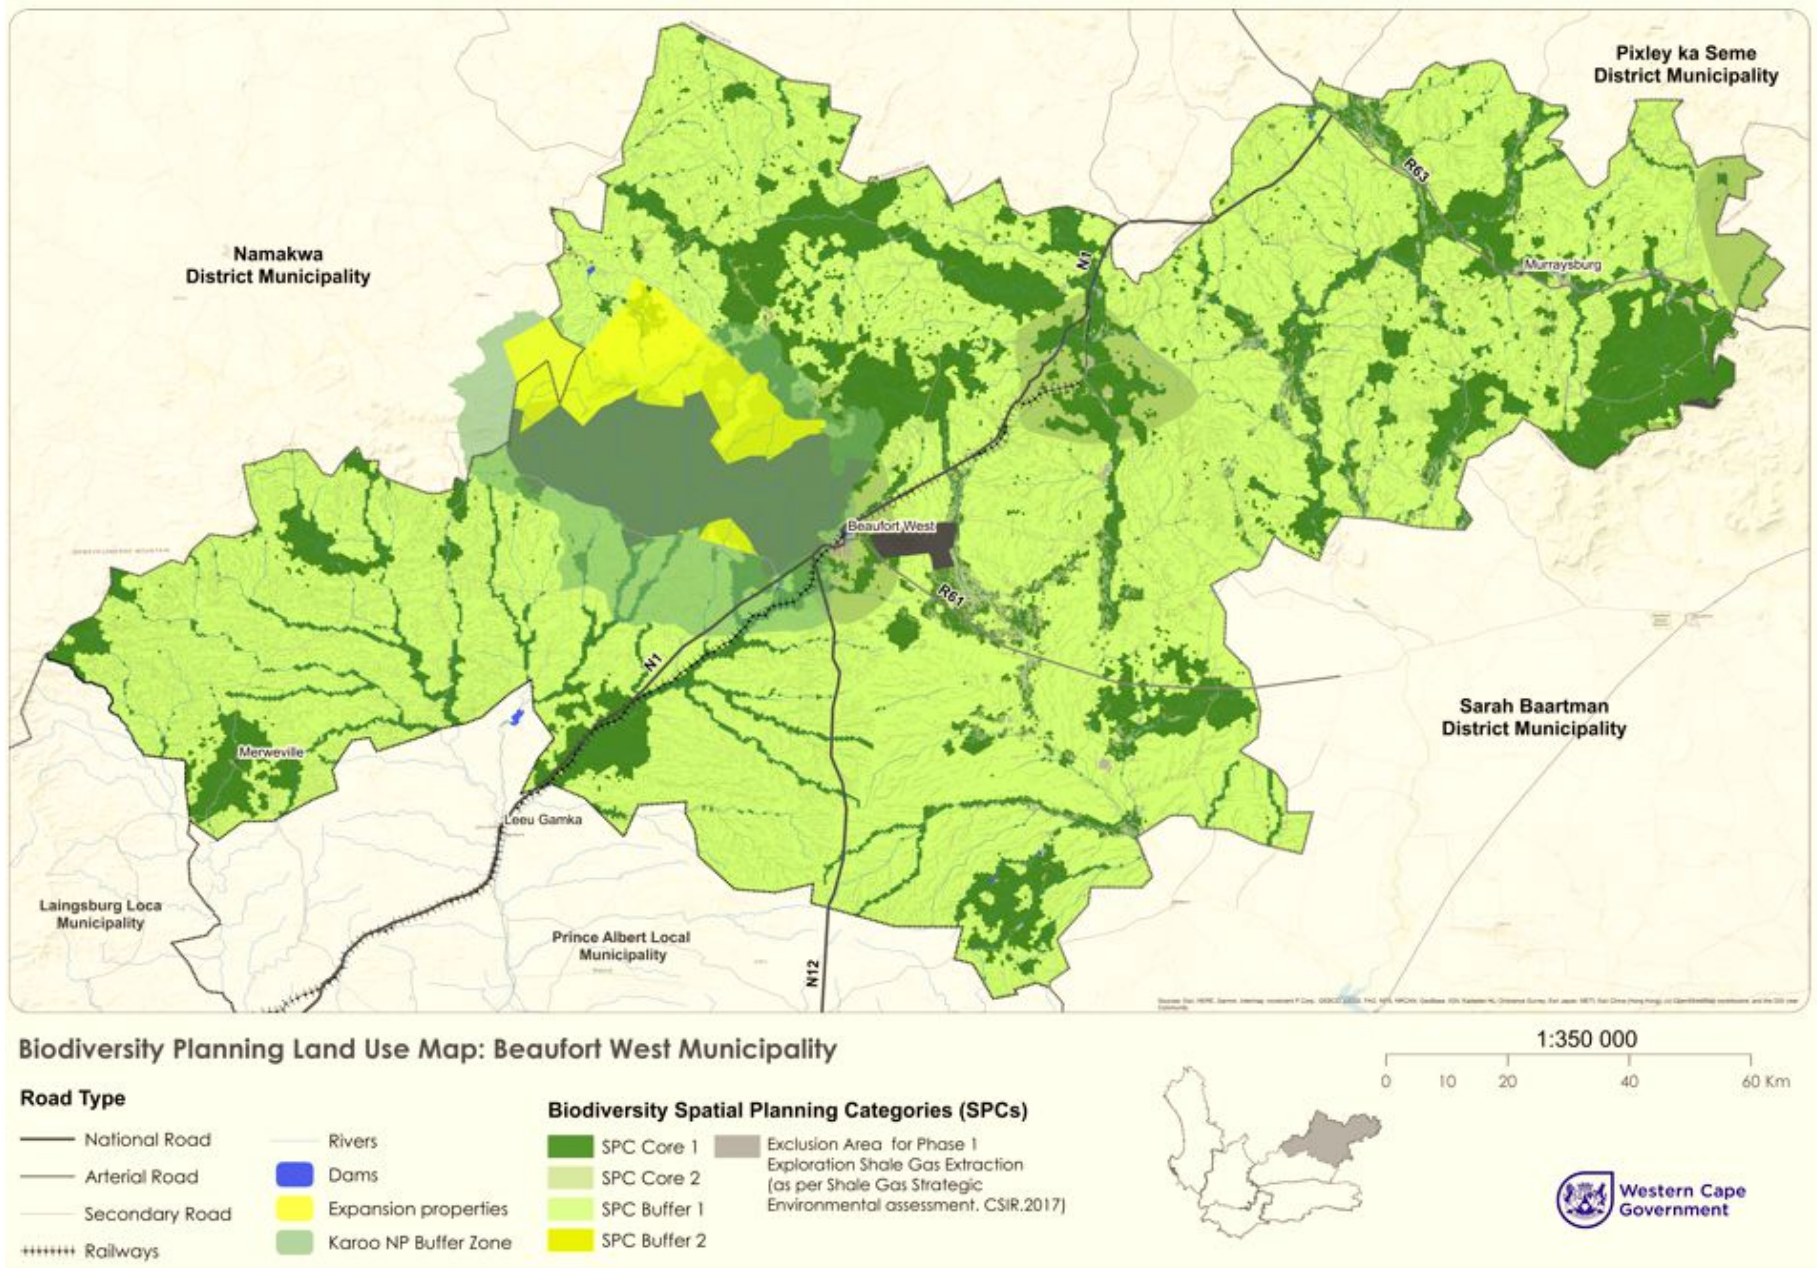 Pixley ka Seme
District Municipality
R63
Namakwa
District Municipality
N1
Murraysburg
Beaufort West
R61
N1
Sarah Baartman
District Municipality
Merweville
Leeu Gamka
Laingsburg Loca
Municipality
Prince Albert Local
Municipality
N12
Biodiversity Planning Land Use Map: Beaufort West Municipality
1:350 000
0 10 20 40 60 Km
Road Type
National Road
Arterial Road
Secondary Road
Railways
Rivers
Dams
Expansion properties
Karoo NP Buffer Zone
Biodiversity Spatial Planning Categories (SPCs)
SPC Core 1
SPC Core 2
SPC Buffer 1
SPC Buffer 2
Exclusion Area for Phase 1
Exploration Shale Gas Extraction
(as per Shale Gas Strategic
Environmental assessment. CSIR.2017)
Western Cape
Government